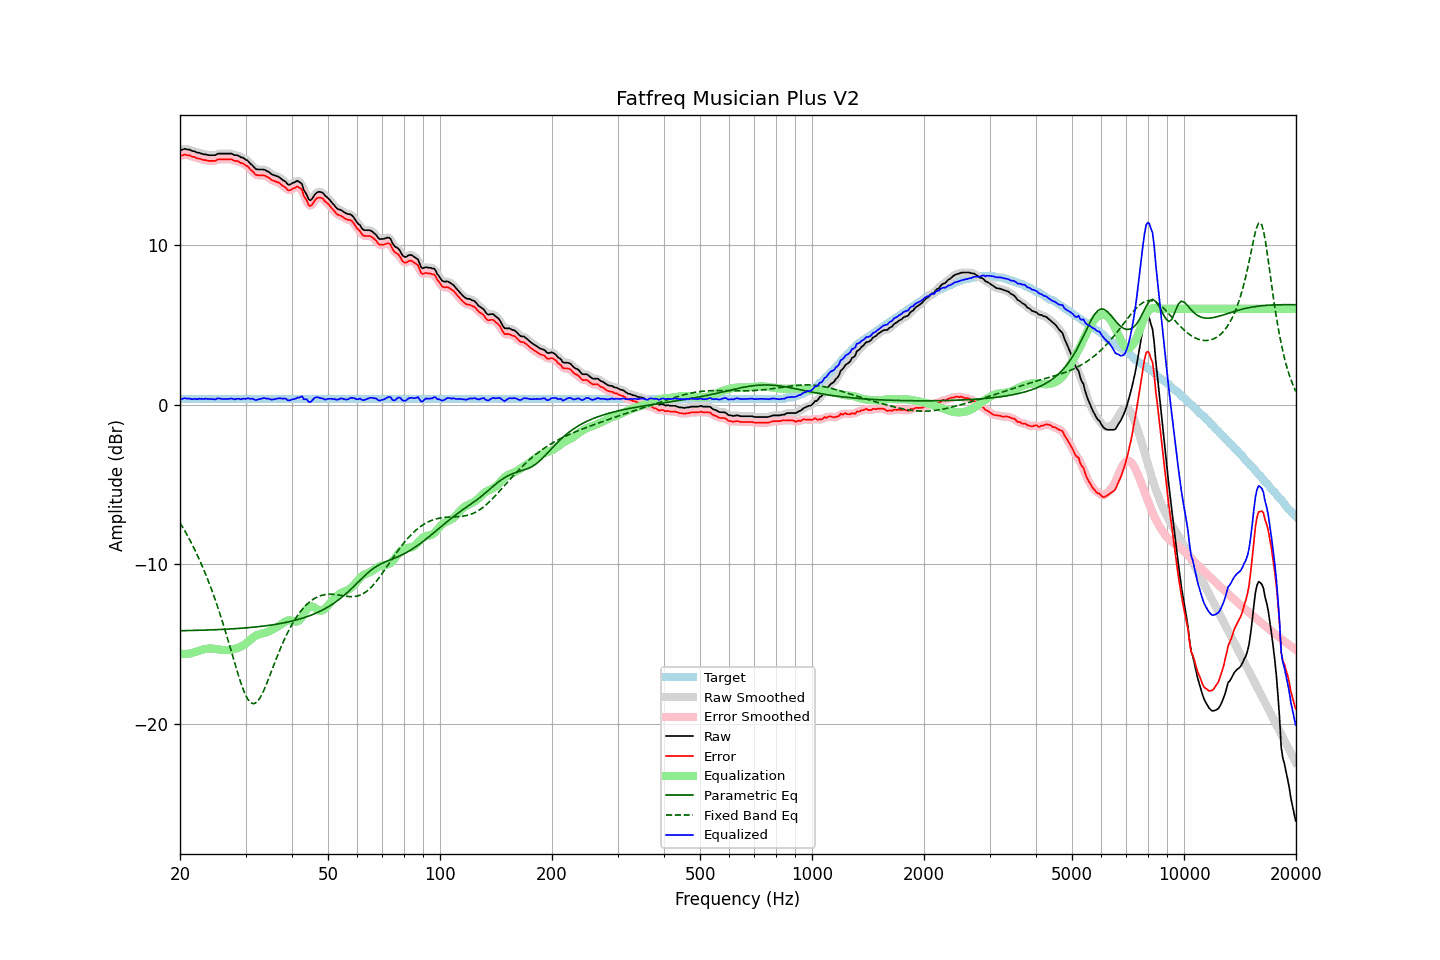 Fatfreq Musician Plus V2
Amplitude (dBr)
10
0
−10
−20
20
50
100
200
500
1000
2000
5000
10000
20000
Frequency (Hz)
Target
Raw Smoothed
Error Smoothed
Raw
Error
Equalization
Parametric Eq
Fixed Band Eq
Equalized